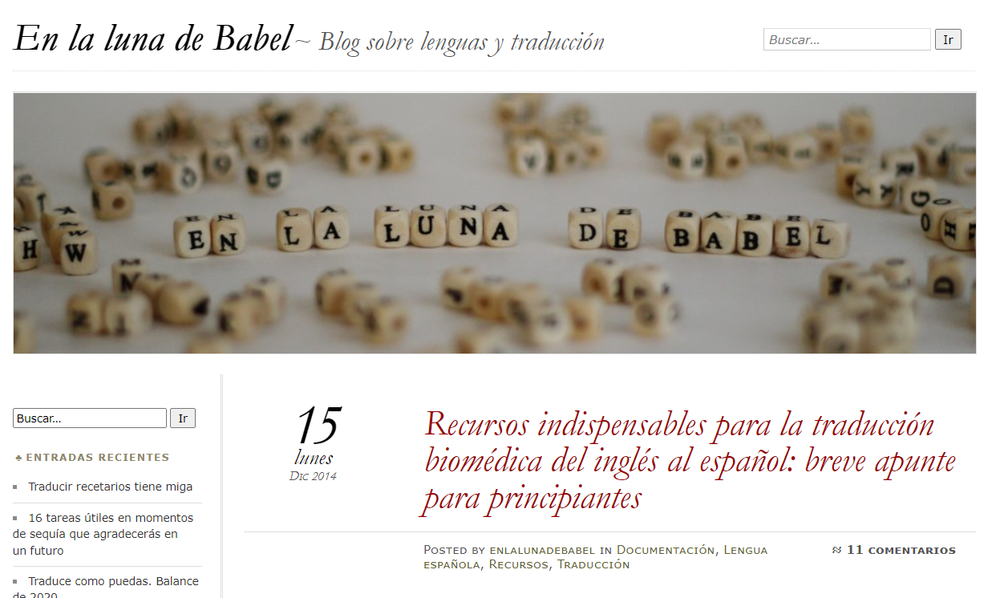 En la luna de Babel ~ Blog sobre lenguas y traducción
Buscar... Ir
EN LA LUNA DE BABEL
Buscar... Ir
♣ ENTRADAS RECIENTES
Traducir recetarios tiene miga
16 tareas útiles en momentos
de sequía que agradecerás en
un futuro
Traduce como puedas. Balance
de 2020
15
lunes
Dic 2014
Recursos indispensables para la traducción
biomédica del inglés al español: breve apunte
para principiantes
Posted by enlalunadebabel in Documentación, Lengua
española, Recursos, Traducción
≈ 11 comentarios